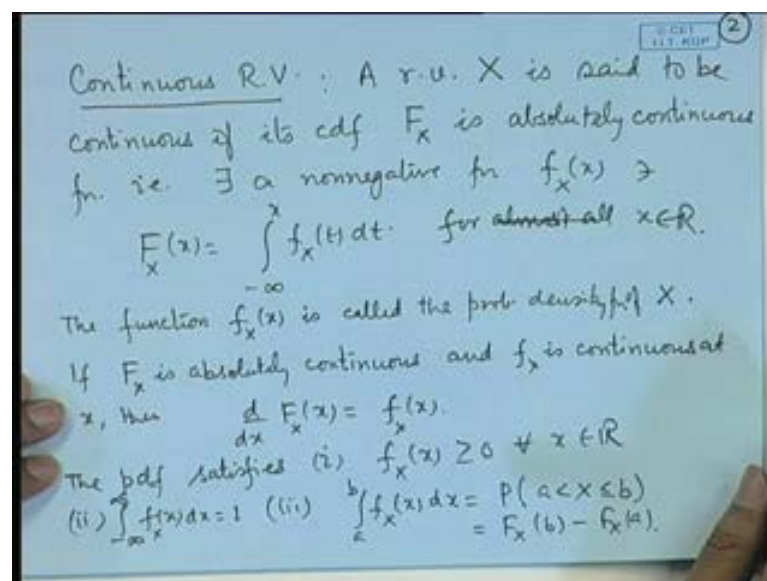 © CET
I.I.T. KGP
2
Continuous R.V. : A r.v. X is said to be
continuous if its cdf F_X is absolutely continuous
fn. ie. ∃ a nonnegative fn f_X(x) ∋
F_X(x) = ∫_{-∞}^{x} f_X(t) dt. for ~~almost all~~ x ∈ R.
The function f_X(x) is called the prob density fn of X.
If F_X is absolutely continuous and f_X is continuous at
x, then d/dx F_X(x) = f_X(x).
The pdf satisfies (i) f_X(x) ≥ 0 ∀ x ∈ ℝ
(ii) ∫_{-∞}^{∞} f_X(x) dx = 1 (iii) ∫_a^b f_X(x) dx = P(a < X ≤ b)
= F_X(b) − F_X(a).